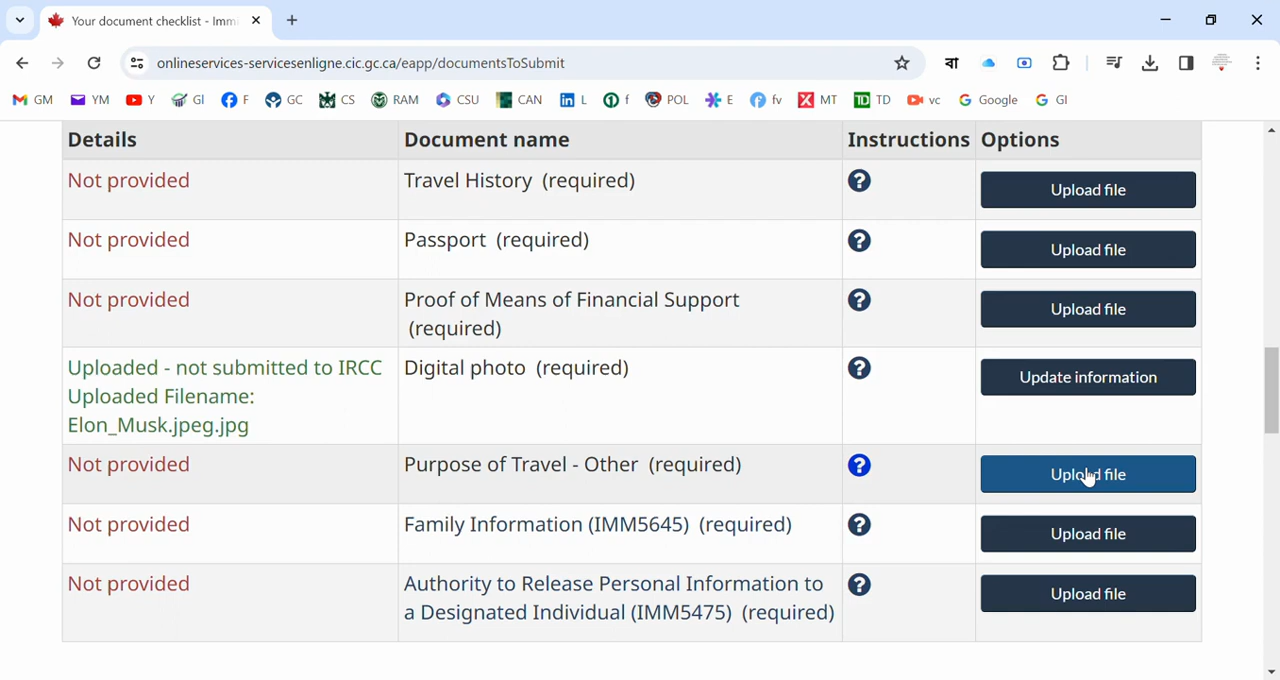 Your document checklist - Immi
onlineservices-servicesenligne.cic.gc.ca/eapp/documentsToSubmit
GM YM Y GI F GC CS RAM CSU CAN L f POL E fv MT TD vc Google GI
Details Document name Instructions Options
Not provided Travel History (required) Upload file
Not provided Passport (required) Upload file
Not provided Proof of Means of Financial Support Upload file
(required)
Uploaded - not submitted to IRCC Digital photo (required) Update information
Uploaded Filename:
Elon_Musk.jpeg.jpg
Not provided Purpose of Travel - Other (required) Upload file
Not provided Family Information (IMM5645) (required) Upload file
Not provided Authority to Release Personal Information to Upload file
a Designated Individual (IMM5475) (required)